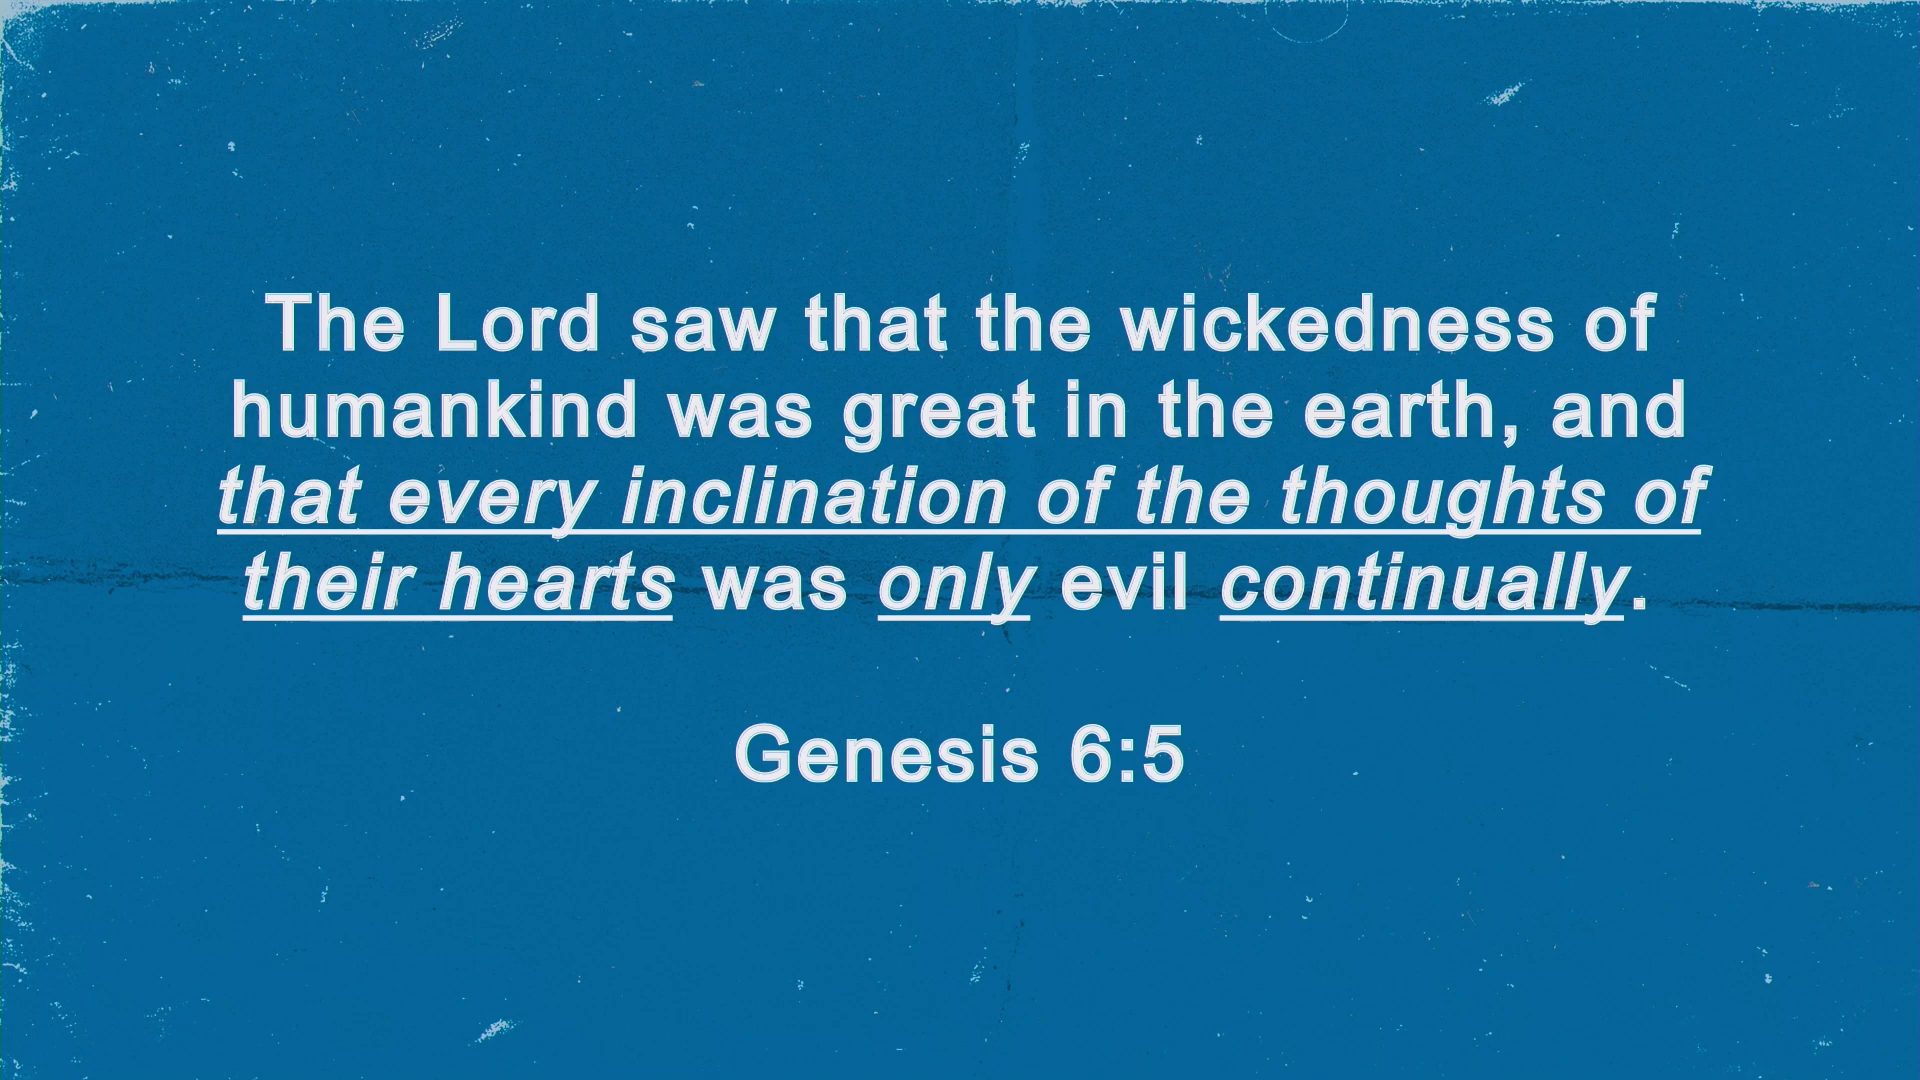 The Lord saw that the wickedness of
humankind was great in the earth, and
that every inclination of the thoughts of
their hearts was only evil continually.
Genesis 6:5